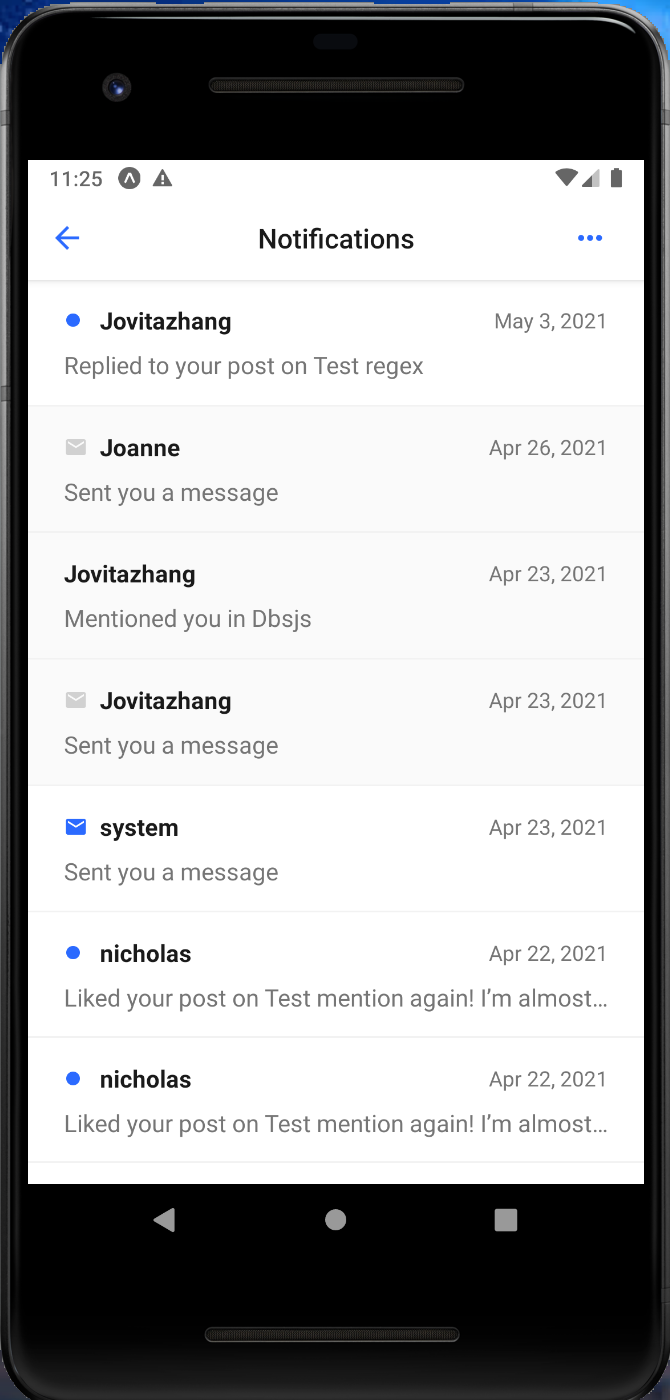 11:25
Notifications
Jovitazhang May 3, 2021
Replied to your post on Test regex
Joanne Apr 26, 2021
Sent you a message
Jovitazhang Apr 23, 2021
Mentioned you in Dbsjs
Jovitazhang Apr 23, 2021
Sent you a message
system Apr 23, 2021
Sent you a message
nicholas Apr 22, 2021
Liked your post on Test mention again! I’m almost…
nicholas Apr 22, 2021
Liked your post on Test mention again! I’m almost…